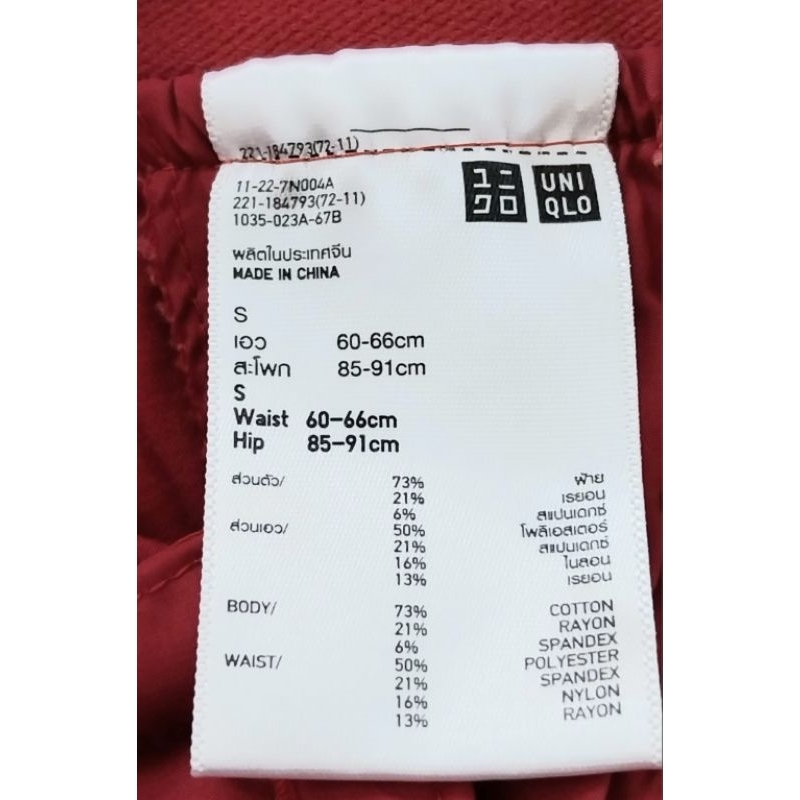 221-184793(72-11)
11-22-7N004A
221-184793(72-11)
1035-023A-67B
ユニ
クロ
UNI
QLO
ผลิตในประเทศจีน
MADE IN CHINA
S
เอว 60-66cm
สะโพก 85-91cm
S
Waist 60-66cm
Hip 85-91cm
ส่วนตัว/ 73% ฝ้าย
21% เรยอน
6% สแปนเดกซ์
ส่วนเอว/ 50% โพลีเอสเตอร์
21% สแปนเดกซ์
16% ไนลอน
13% เรยอน
BODY/ 73% COTTON
21% RAYON
6% SPANDEX
WAIST/ 50% POLYESTER
21% SPANDEX
16% NYLON
13% RAYON